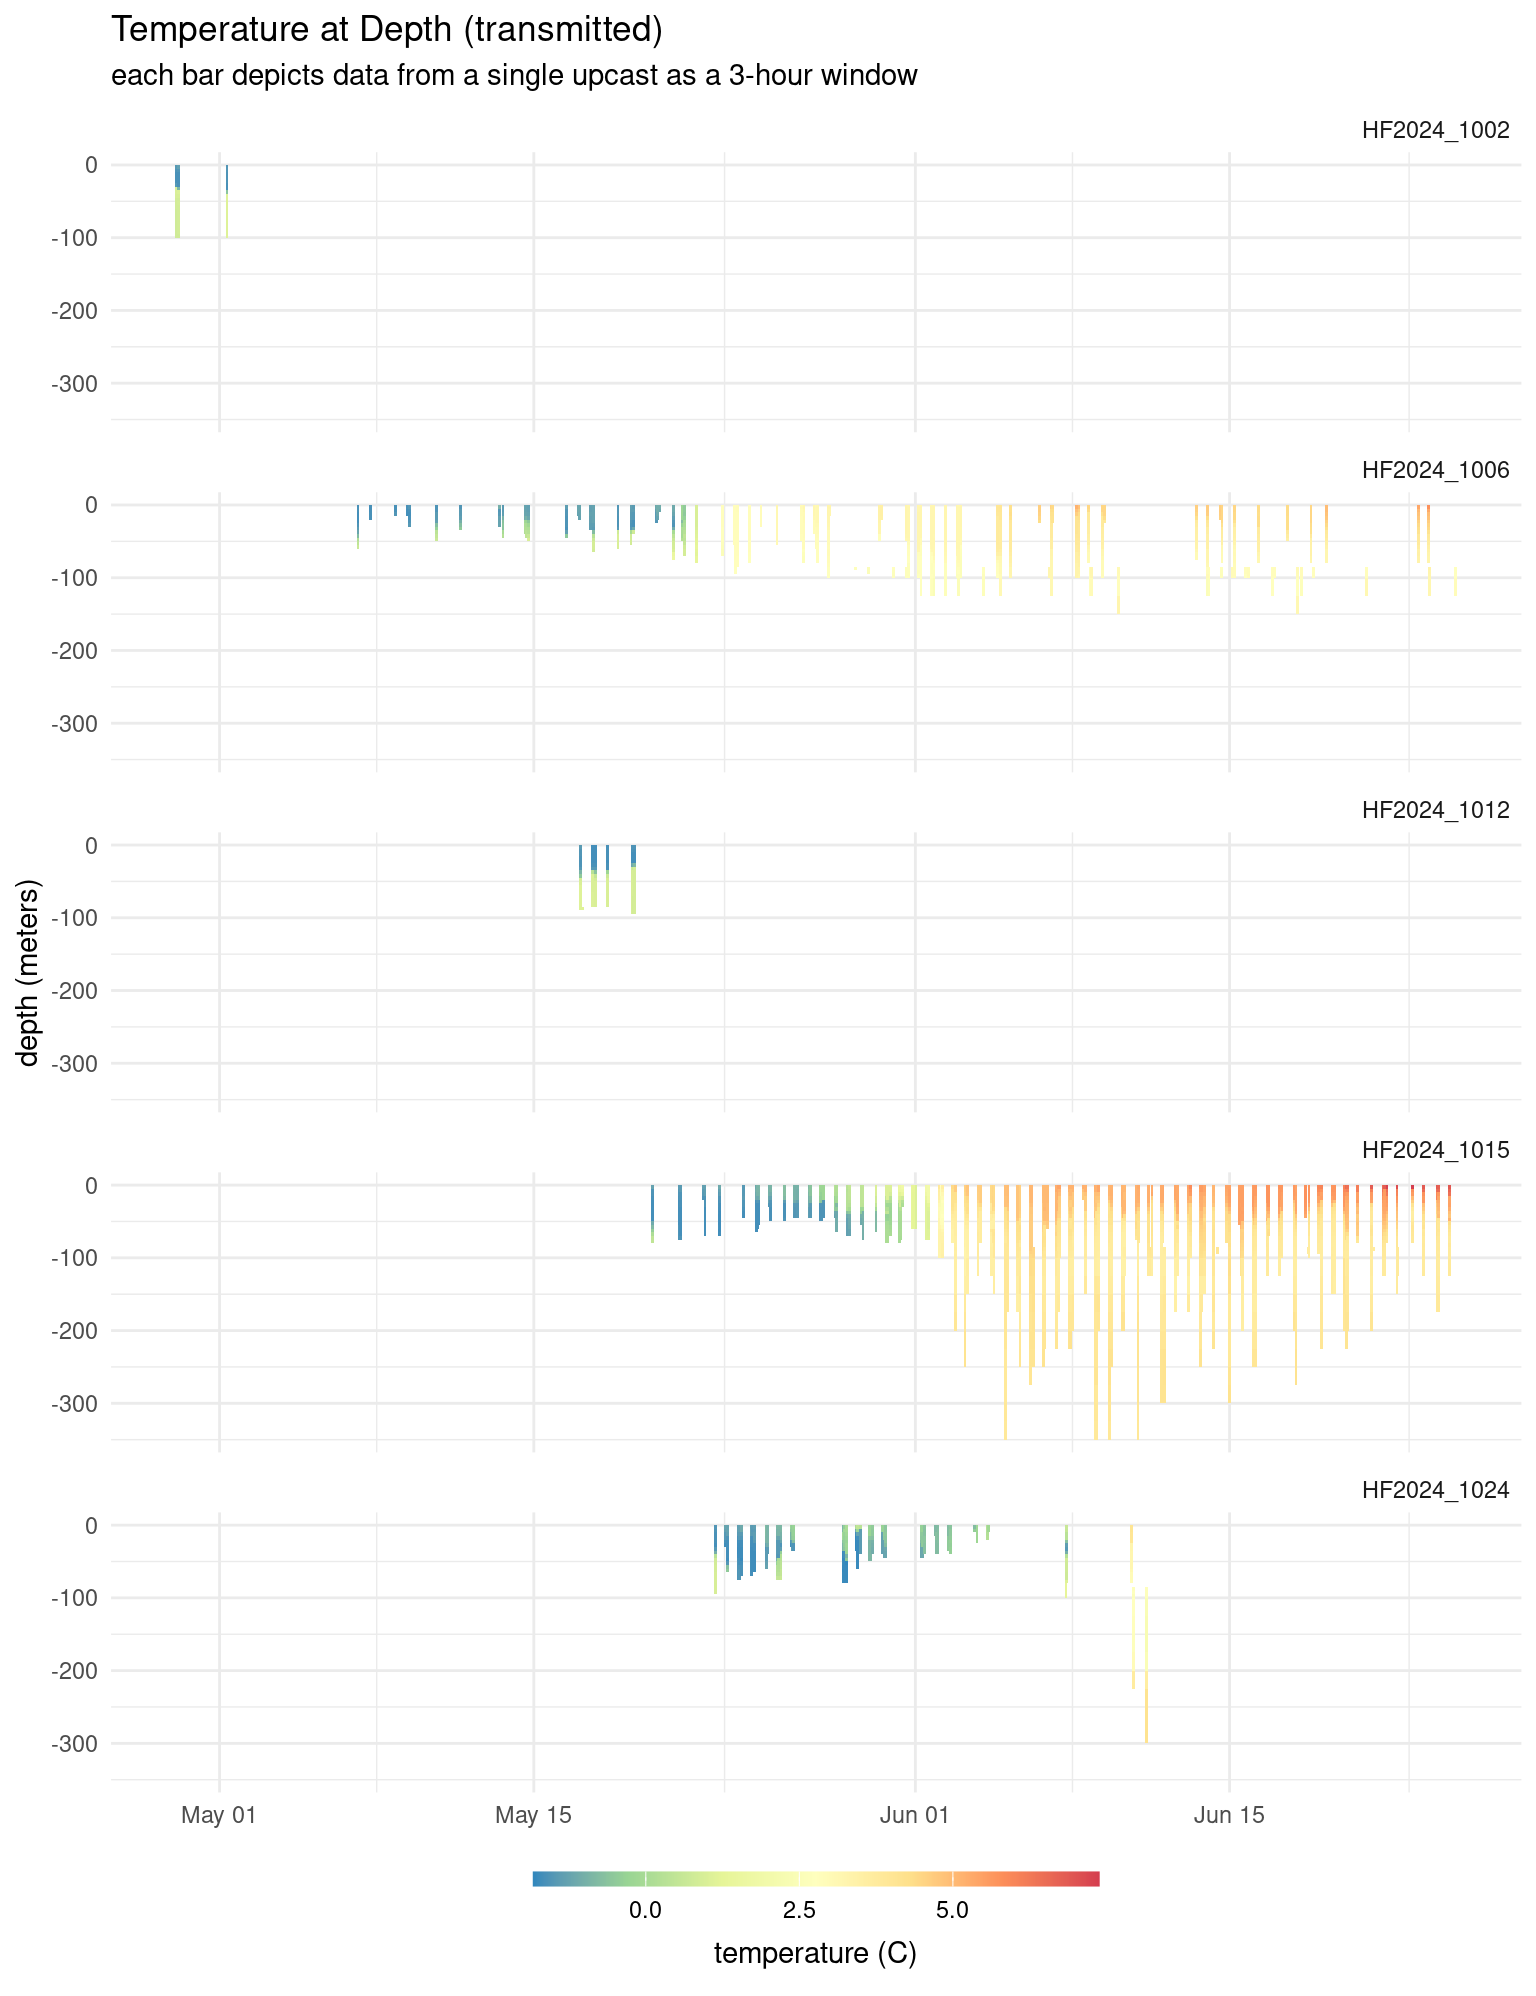 Temperature at Depth (transmitted)
each bar depicts data from a single upcast as a 3-hour window
HF2024_1002
0
-100
-200
-300
HF2024_1006
0
-100
-200
-300
HF2024_1012
0
-100
-200
-300
depth (meters)
HF2024_1015
0
-100
-200
-300
HF2024_1024
0
-100
-200
-300
May 01 May 15 Jun 01 Jun 15
0.0 2.5 5.0
temperature (C)